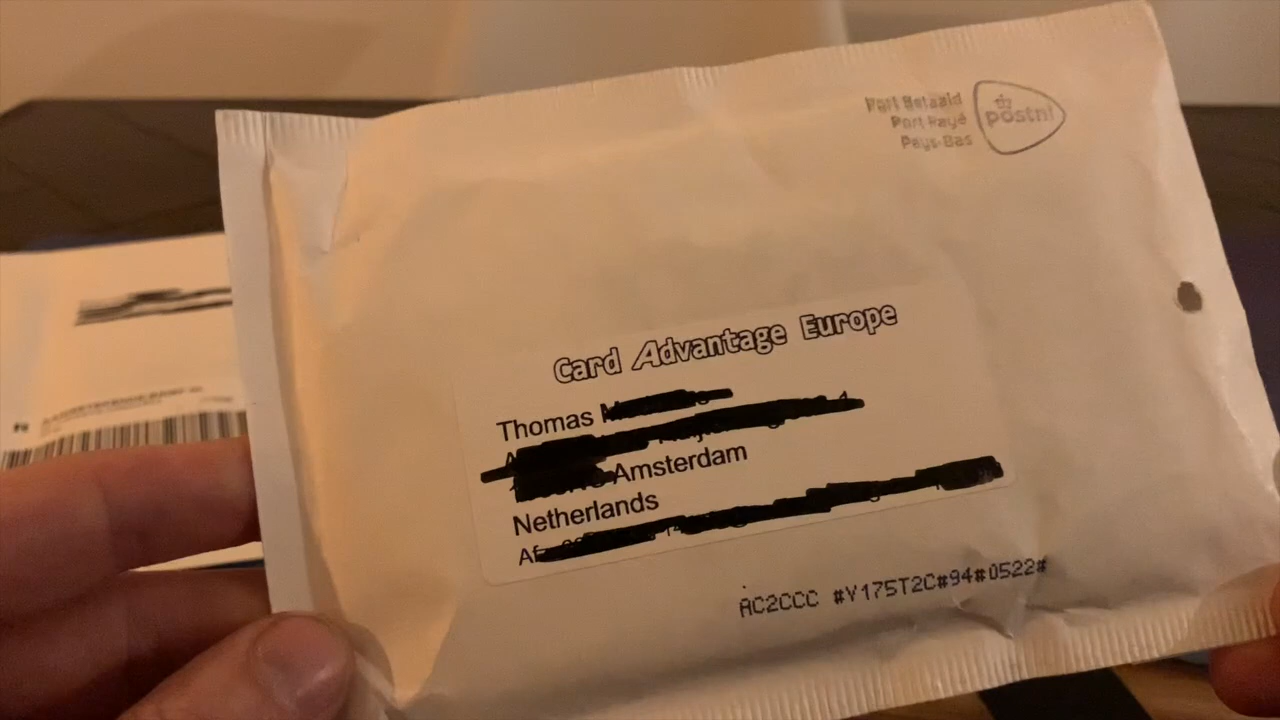 Port Betaald
Port Payé
Pays-Bas
postnl
Card Advantage Europe
Thomas
Amsterdam
Netherlands
AC2CCC #Y175T2C#94#0522#